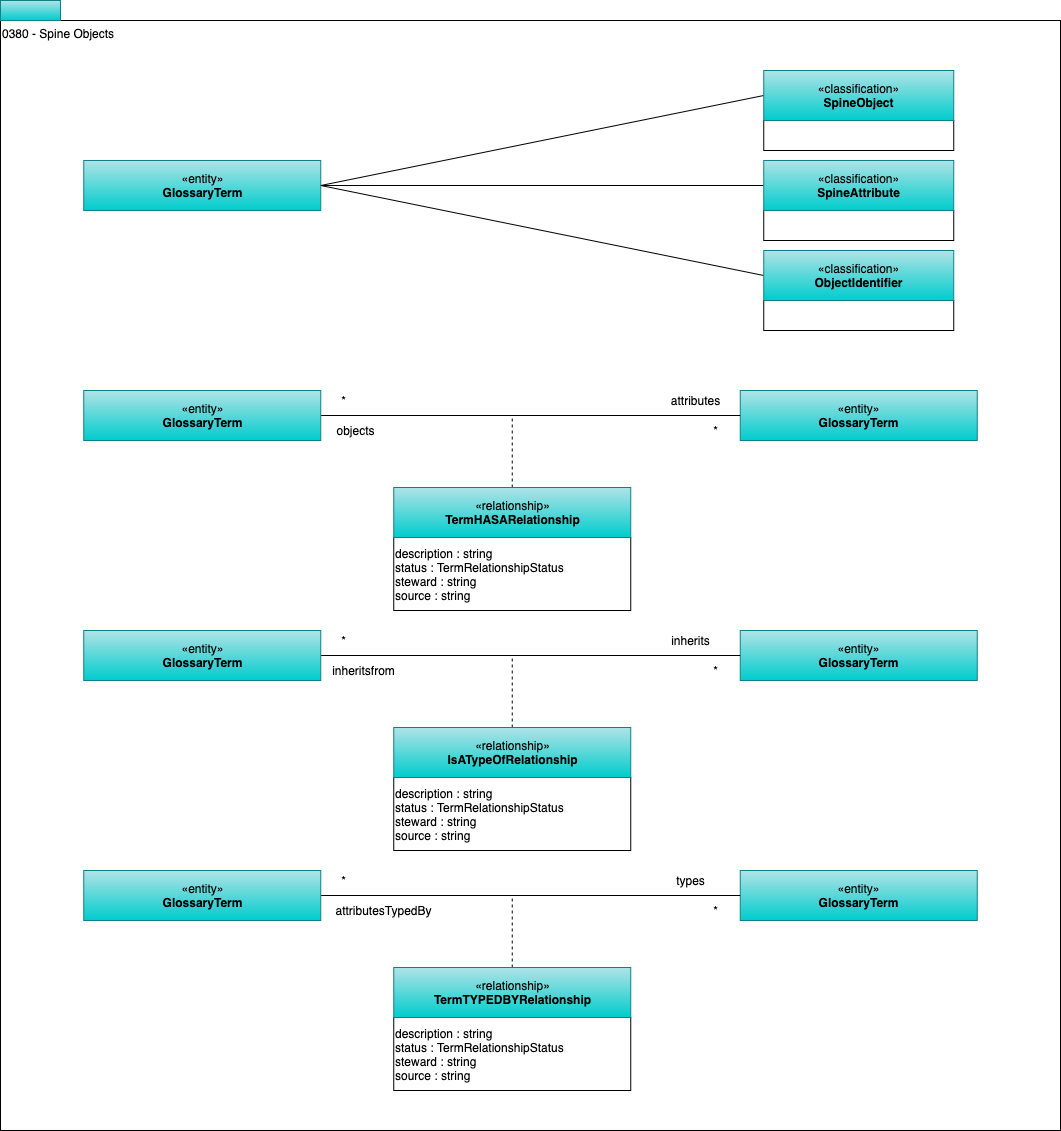 0380 - Spine Objects
«classification»
SpineObject
«entity»
GlossaryTerm
«classification»
SpineAttribute
«classification»
ObjectIdentifier
«entity»
GlossaryTerm
*
attributes
objects
*
«entity»
GlossaryTerm
«relationship»
TermHASARelationship
description : string
status : TermRelationshipStatus
steward : string
source : string
«entity»
GlossaryTerm
*
inherits
inheritsfrom
*
«entity»
GlossaryTerm
«relationship»
IsATypeOfRelationship
description : string
status : TermRelationshipStatus
steward : string
source : string
«entity»
GlossaryTerm
*
types
attributesTypedBy
*
«entity»
GlossaryTerm
«relationship»
TermTYPEDBYRelationship
description : string
status : TermRelationshipStatus
steward : string
source : string